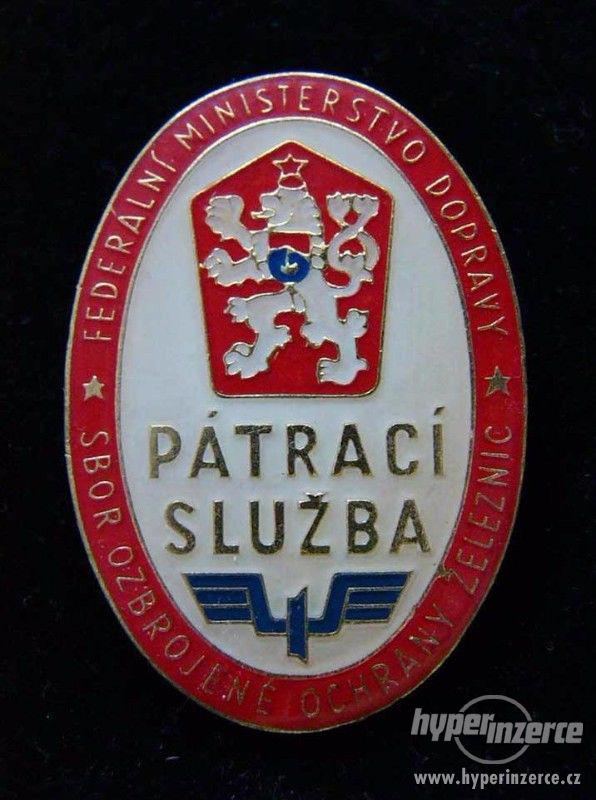 FEDERÁLNÍ MINISTERSTVO DOPRAVY
PÁTRACÍ
SLUŽBA
SBOR OZBROJENÉ OCHRANY ŽELEZNIC
hyperinzerce
www.hyperinzerce.cz